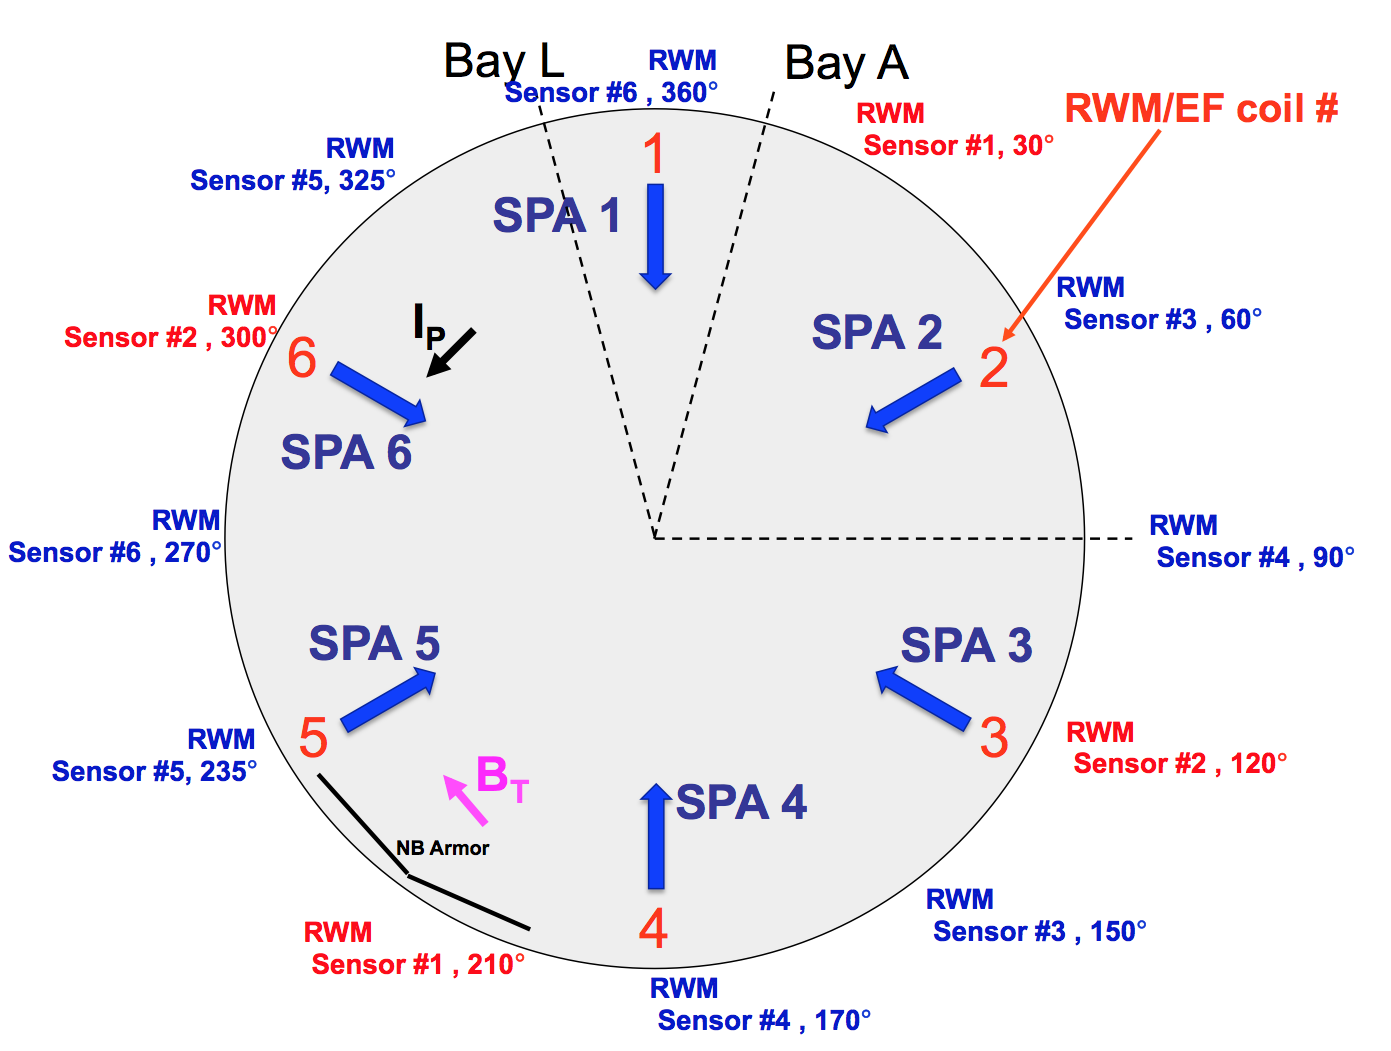 Bay L
RWM
Sensor #6 , 360°
Bay A
RWM
Sensor #1, 30°
RWM/EF coil #
RWM
Sensor #5, 325°
1
SPA 1
RWM
Sensor #3 , 60°
RWM
Sensor #2 , 300°
6
IP
SPA 2
2
SPA 6
RWM
Sensor #6 , 270°
RWM
Sensor #4 , 90°
SPA 5
SPA 3
5
3
RWM
Sensor #5, 235°
RWM
Sensor #2 , 120°
BT
SPA 4
NB Armor
4
RWM
Sensor #3 , 150°
RWM
Sensor #1 , 210°
RWM
Sensor #4 , 170°